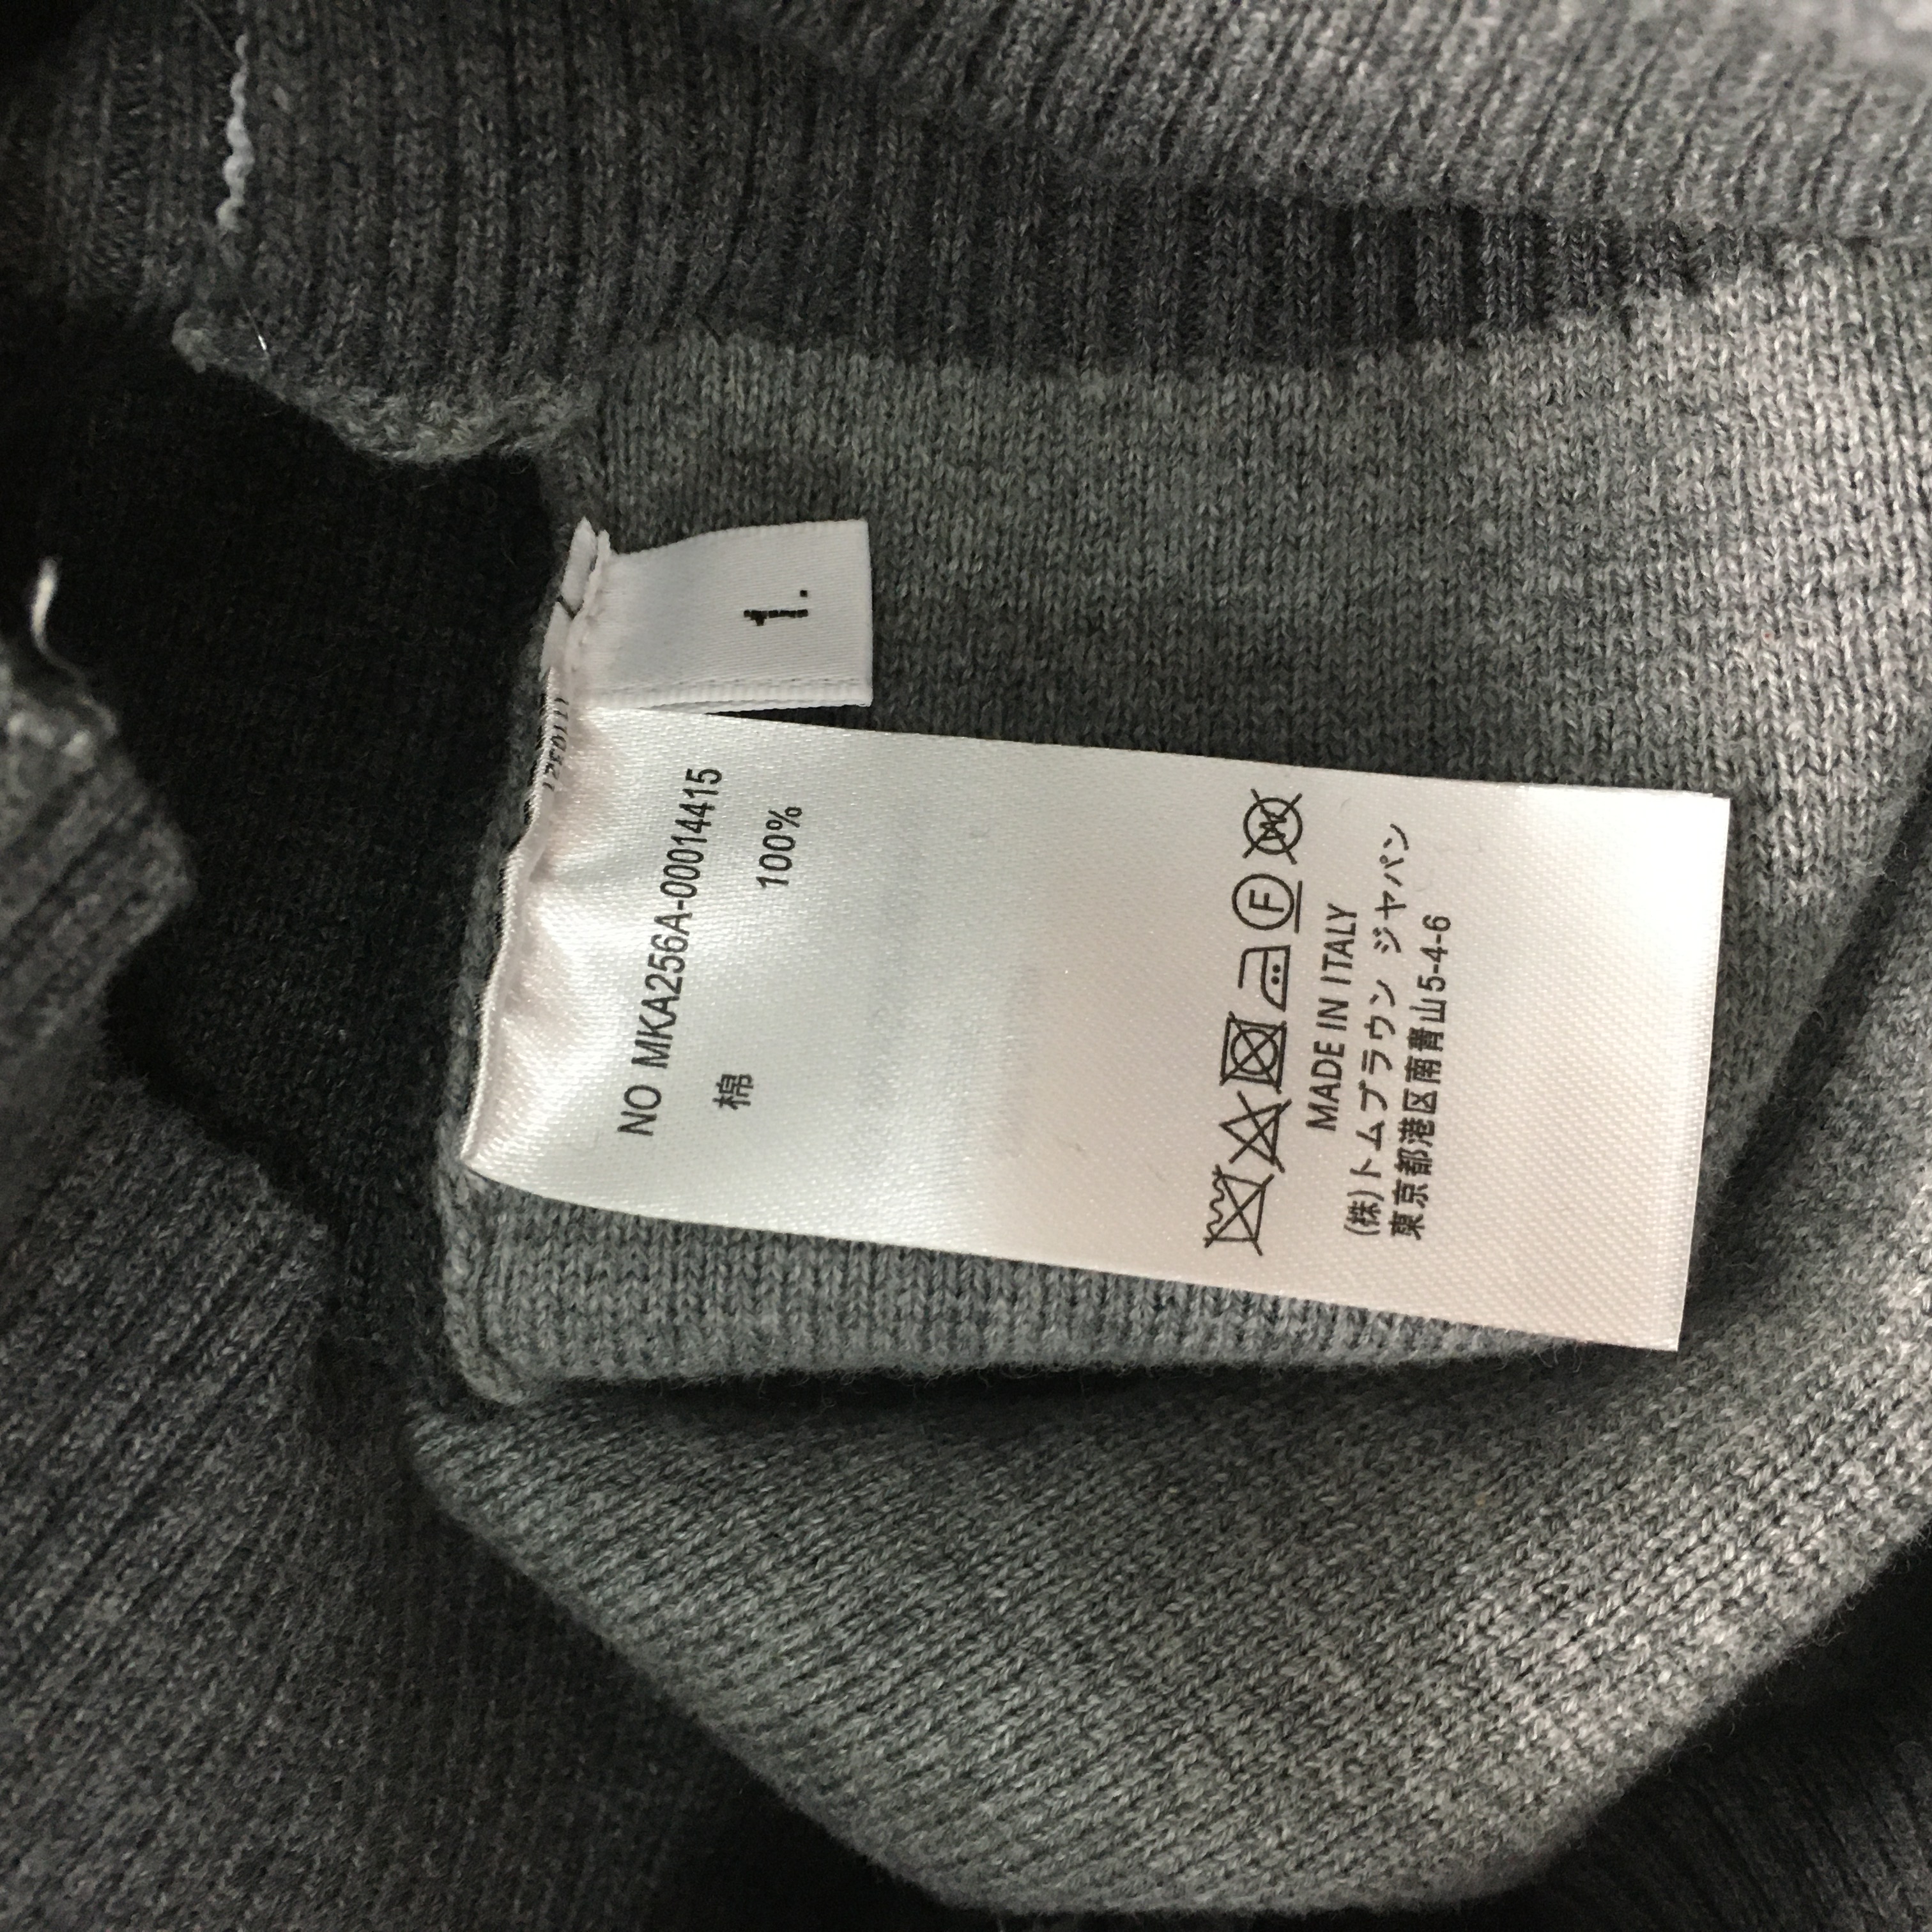 1.
NO MKA256A-00014415
棉 100%
F W
MADE IN ITALY
(株)トムブラウン ジャパン
東京都港区南青山5-4-6